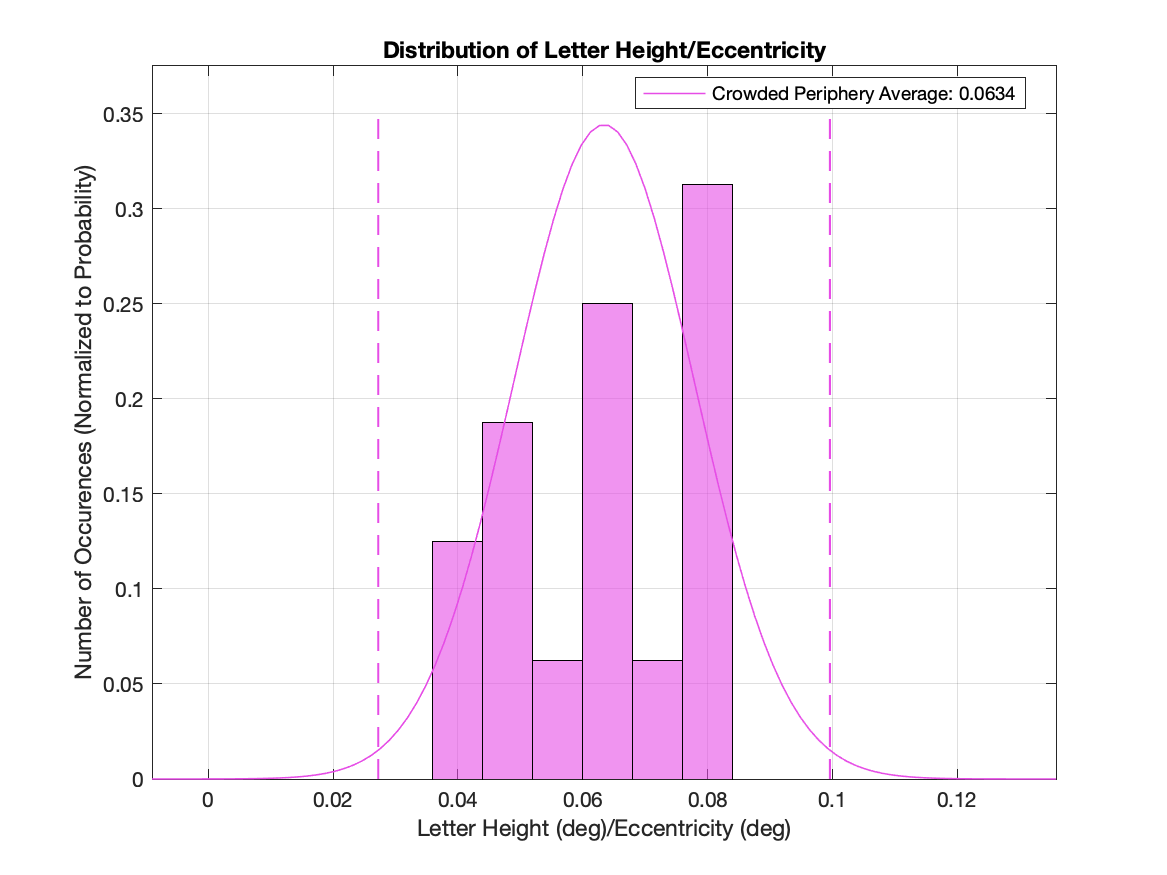 Distribution of Letter Height/Eccentricity
Crowded Periphery Average: 0.0634
Number of Occurences (Normalized to Probability)
0.35
0.3
0.25
0.2
0.15
0.1
0.05
0
0 0.02 0.04 0.06 0.08 0.1 0.12
Letter Height (deg)/Eccentricity (deg)